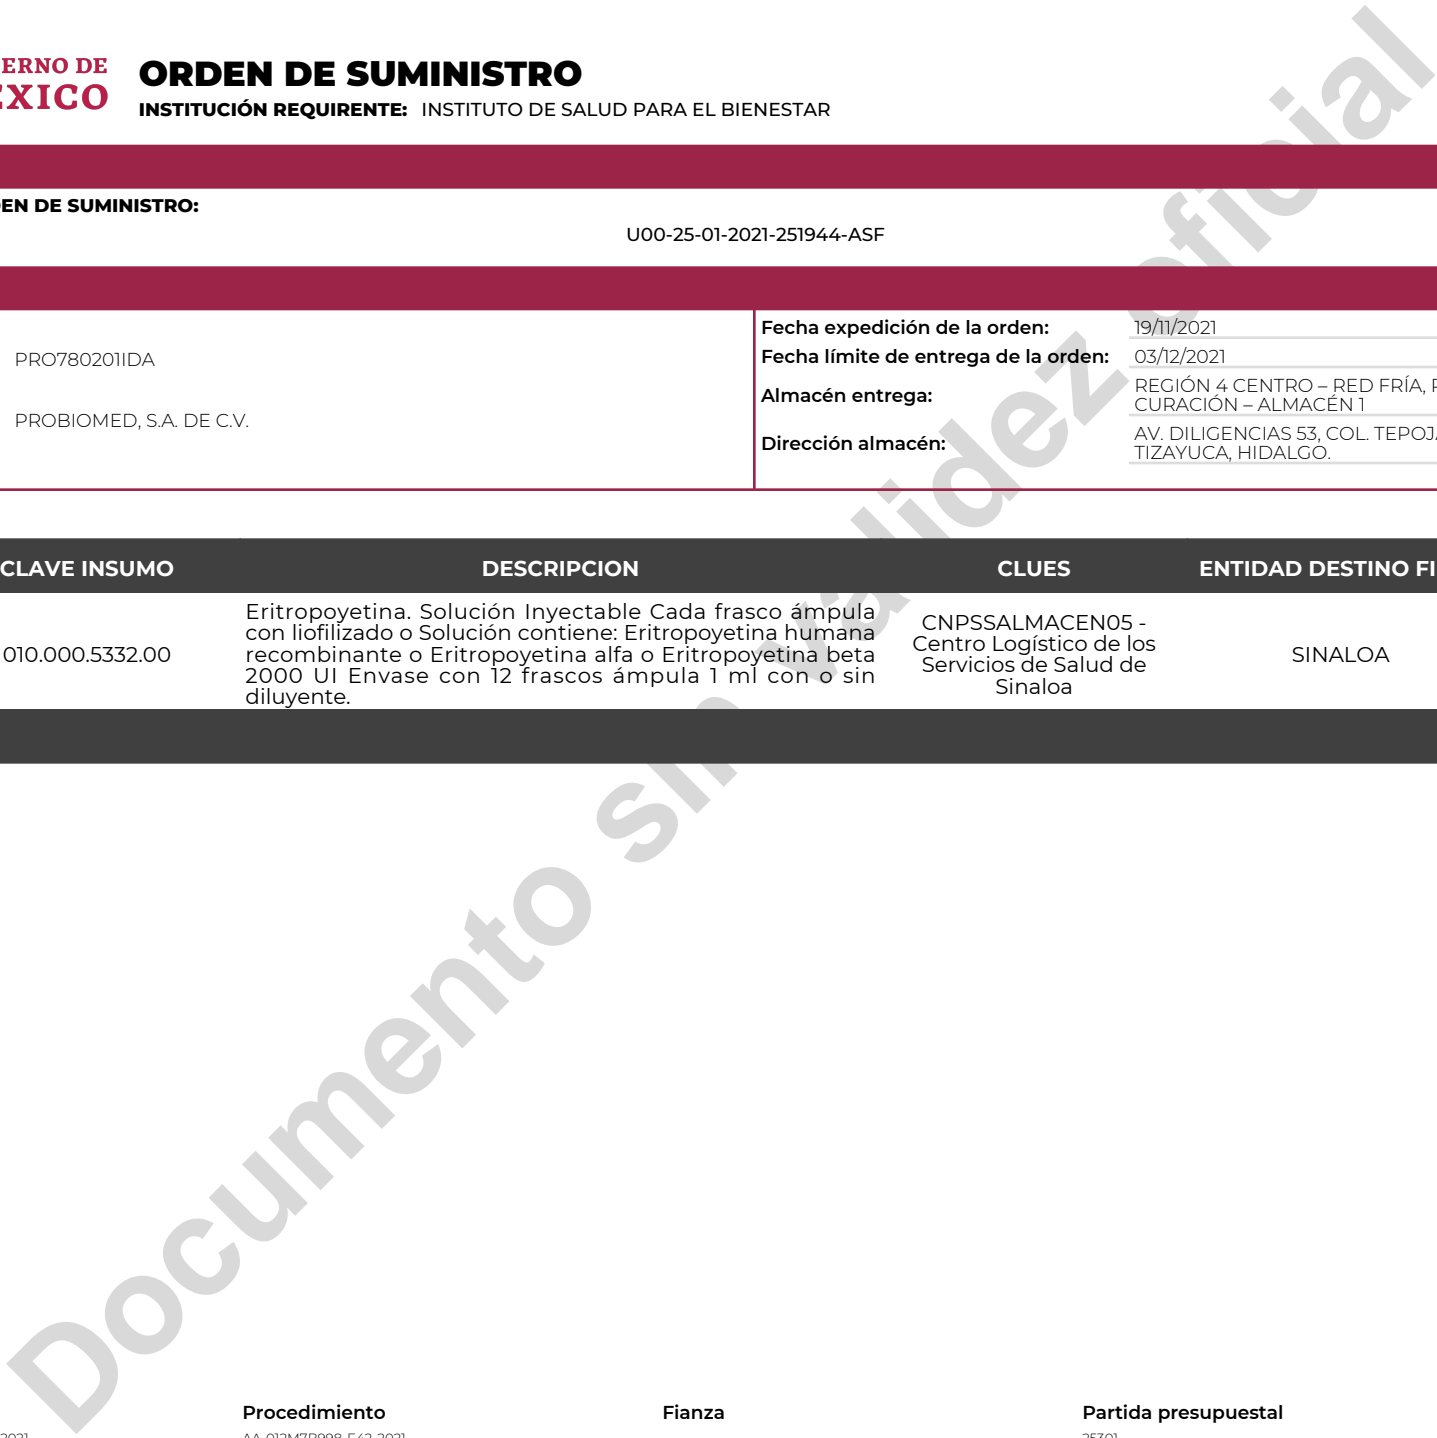 ERNO DE
EXICO
ORDEN DE SUMINISTRO
INSTITUCIÓN REQUIRENTE: INSTITUTO DE SALUD PARA EL BIENESTAR
EN DE SUMINISTRO:
U00-25-01-2021-251944-ASF
PRO780201IDA
PROBIOMED, S.A. DE C.V.
Fecha expedición de la orden: 19/11/2021
Fecha límite de entrega de la orden: 03/12/2021
Almacén entrega: REGIÓN 4 CENTRO – RED FRÍA,
CURACIÓN – ALMACÉN 1
Dirección almacén: AV. DILIGENCIAS 53, COL. TEPOJA
TIZAYUCA, HIDALGO.
CLAVE INSUMO DESCRIPCION CLUES ENTIDAD DESTINO FI
010.000.5332.00
Eritropoyetina. Solución Inyectable Cada frasco ámpula
con liofilizado o Solución contiene: Eritropoyetina humana
recombinante o Eritropoyetina alfa o Eritropoyetina beta
2000 UI Envase con 12 frascos ámpula 1 ml con o sin
diluyente.
CNPSSALMACEN05 -
Centro Logístico de los
Servicios de Salud de
Sinaloa
SINALOA
Documento sin validez oficial
Procedimiento Fianza Partida presupuestal